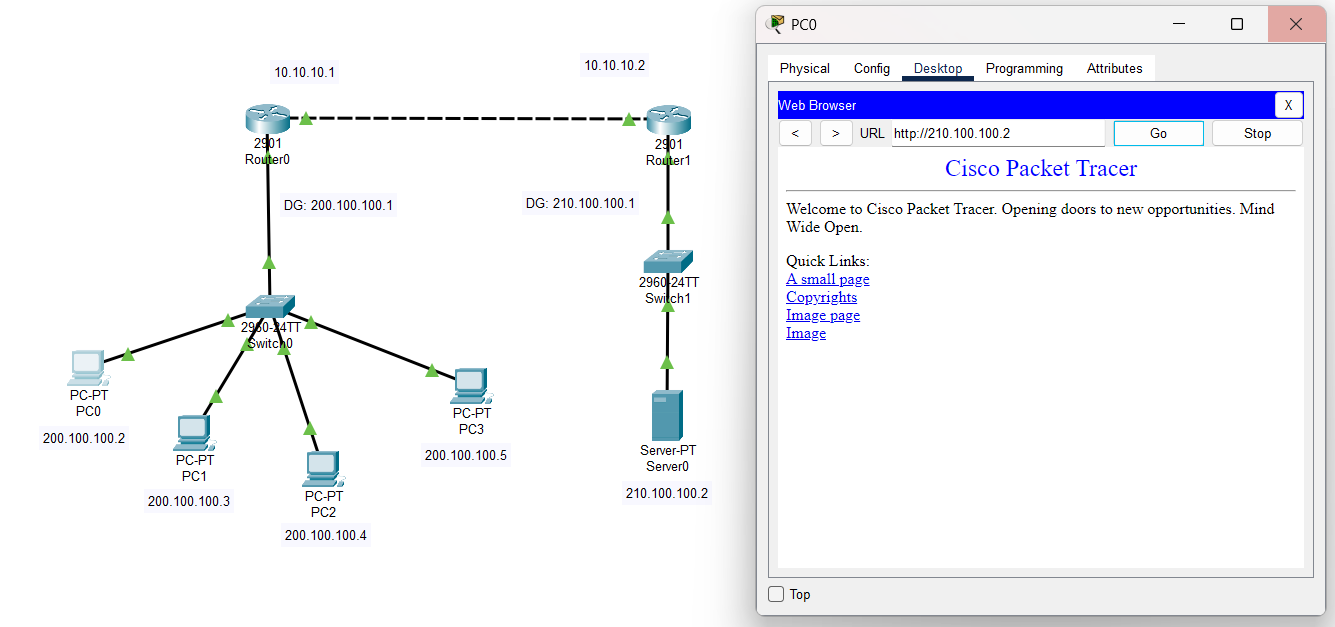 10.10.10.1
10.10.10.2
2901
Router0
2901
Router1
DG: 200.100.100.1
DG: 210.100.100.1
2960-24TT
Switch1
2960-24TT
Switch0
PC-PT
PC0
200.100.100.2
PC-PT
PC1
200.100.100.3
PC-PT
PC2
200.100.100.4
PC-PT
PC3
200.100.100.5
Server-PT
Server0
210.100.100.2
PC0
Physical Config Desktop Programming Attributes
Web Browser X
< > URL http://210.100.100.2 Go Stop
Cisco Packet Tracer
Welcome to Cisco Packet Tracer. Opening doors to new opportunities. Mind
Wide Open.
Quick Links:
A small page
Copyrights
Image page
Image
Top